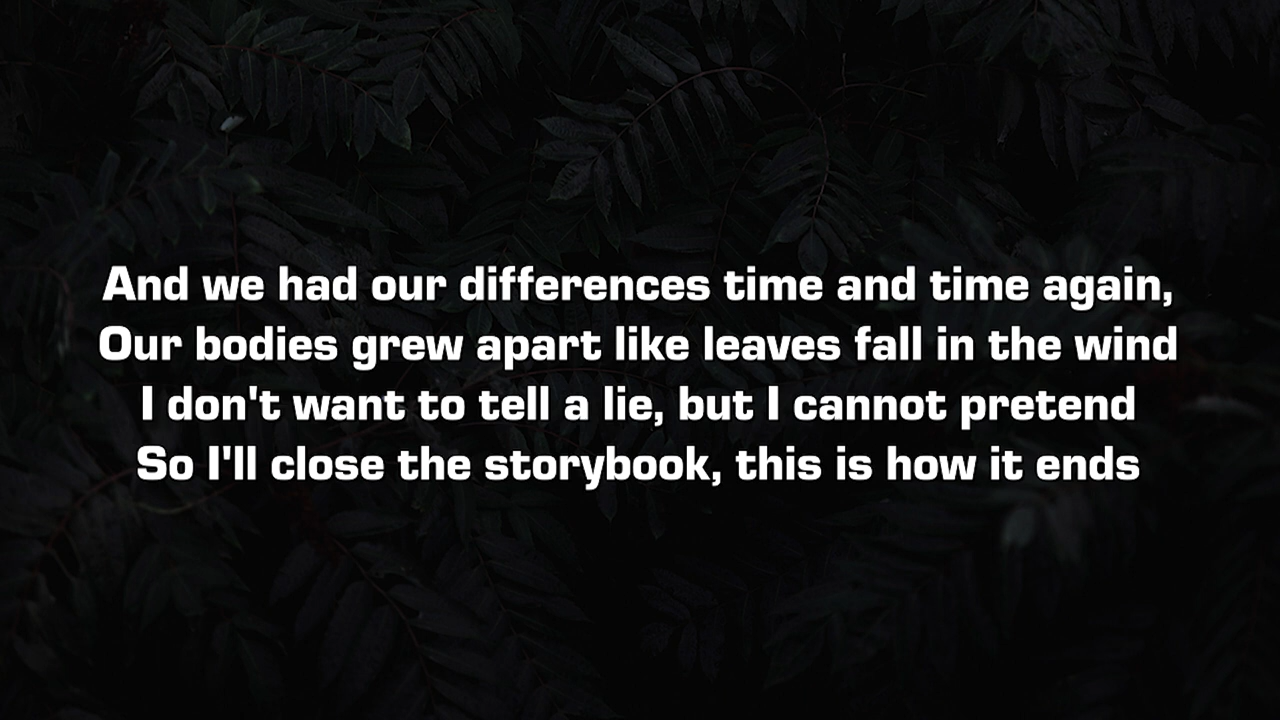 And we had our differences time and time again,
Our bodies grew apart like leaves fall in the wind
I don't want to tell a lie, but I cannot pretend
So I'll close the storybook, this is how it ends